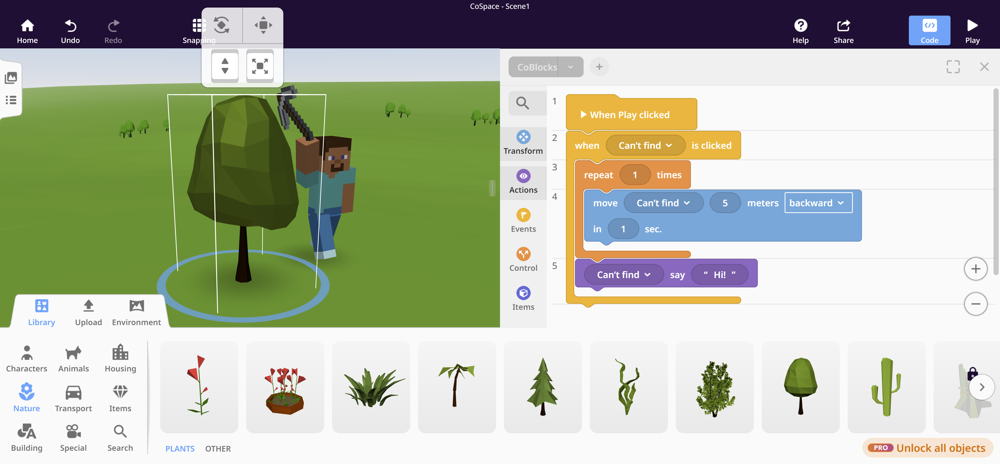 CoSpace - Scene1
Home
Undo
Redo
Snapping
Help
Share
Code
Play
CoBlocks
Transform
Actions
Events
Control
Items
1
When Play clicked
2
when Can't find is clicked
3
repeat 1 times
4
move Can't find 5 meters backward
in 1 sec.
5
Can't find say “ Hi! ”
Library
Upload
Environment
Characters
Animals
Housing
Nature
Transport
Items
Building
Special
Search
PLANTS
OTHER
PRO Unlock all objects